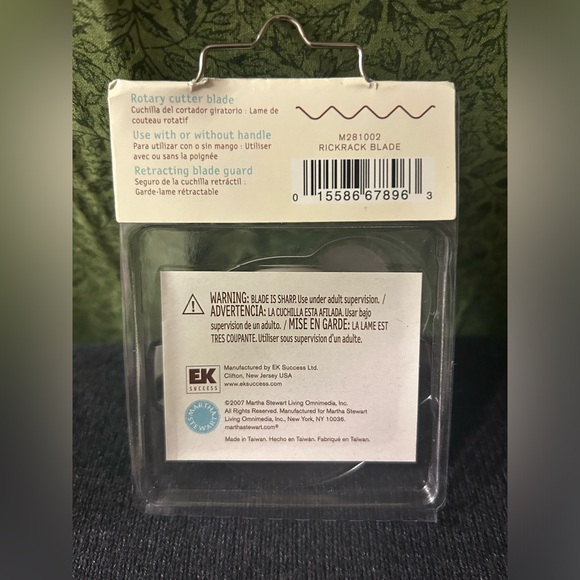 Rotary cutter blade
Cuchilla del cortador giratorio : Lame de
couteau rotatif
Use with or without handle
Para utilizar con o sin mango : Utiliser
avec ou sans la poignée
Retracting blade guard
Seguro de la cuchilla retráctil :
Garde-lame rétractable
M281002
RICKRACK BLADE
0 15586 67896 3
WARNING: BLADE IS SHARP. Use under adult supervision. /
ADVERTENCIA: LA CUCHILLA ESTA AFILADA. Usar bajo
supervisión de un adulto. / MISE EN GARDE: LA LAME EST
TRES COUPANTE. Utiliser sous supervision d'un adulte.
EK
SUCCESS
Manufactured by EK Success Ltd.
Clifton, New Jersey USA
www.eksuccess.com
MARTHA
STEWART
©2007 Martha Stewart Living Omnimedia, Inc.
All Rights Reserved. Manufactured for Martha Stewart
Living Omnimedia, Inc., New York, NY 10036.
marthastewart.com®
Made in Taiwan. Hecho en Taiwán. Fabriqué en Taiwan.